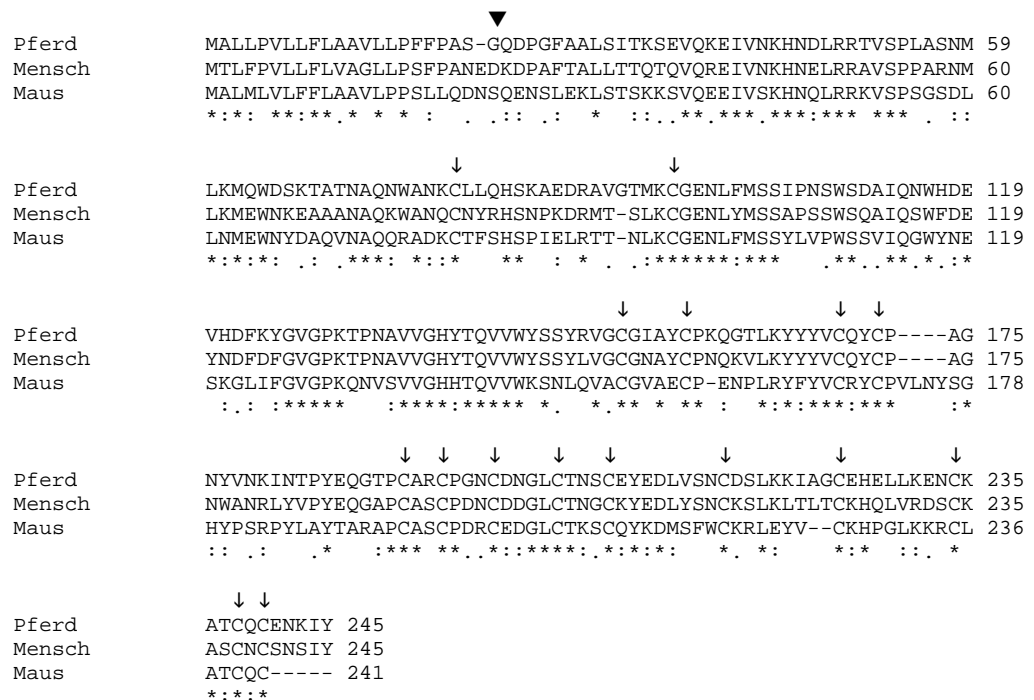 ▼
Pferd MALLPVLLFLAAVLLPFFPAS-GQDPGFAALSITKSEVQKEIVNKHNDLRRTVSPLASNM 59
Mensch MTLFPVLLFLVAGLLPSFPANEDKDPAFTALLTTQTQVQREIVNKHNELRRAVSPPARNM 60
Maus MALMLVLFFLAAVLPPSLLQDNSQENSLEKLSTSKKSVQEEIVSKHNQLRRKVSPSGSDL 60
*:*: **:**.* * * : . .:: .: * ::..**.***.***:*** *** . ::
↓ ↓
Pferd LKMQWDSKTATNAQNWANKCLLQHSKAEDRAVGTMKCGENLFMSSIPNSWSDAIQNWHDE 119
Mensch LKMEWNKEAAANAQKWANQCNYRHSNPKDRMT-SLKCGENLYMSSAPSSWSQAIQSWFDE 119
Maus LNMEWNYDAQVNAQQRADKCTFSHSPIELRTT-NLKCGENLFMSSYLVPWSSVIQGWYNE 119
*:*:*: .: .***: *::* ** : * . .:******:*** .**..**.*.:*
↓ ↓ ↓ ↓
Pferd VHDFKYGVGPKTPNAVVGHYTQVVWYSSYRVGCGIAYCPKQGTLKYYYVCQYCP----AG 175
Mensch YNDFDFGVGPKTPNAVVGHYTQVVWYSSYLVGCGNAYCPNQKVLKYYYVCQYCP----AG 175
Maus SKGLIFGVGPKQNVSVVGHHTQVVWKSNLQVACGVAECP-ENPLRYFYVCRYCPVLNYSG 178
:.: :***** :****:***** *. *.** * ** : *:*:***:*** :*
↓ ↓ ↓ ↓ ↓ ↓ ↓ ↓
Pferd NYVNKINTPYEQGTPCARCPGNCDNGLCTNSCEYEDLVSNCDSLKKIAGCEHELLKENCK 235
Mensch NWANRLYVPYEQGAPCASCPDNCDDGLCTNGCKYEDLYSNCKSLKLTLTCKHQLVRDSCK 235
Maus HYPSRPYLAYTARAPCASCPDRCEDGLCTKSCQYKDMSFWCKRLEYV--CKHPGLKKRCL 236
:: .: .* :*** **..*::****:.*:*:*: *. *: *:* ::. *
↓ ↓
Pferd ATCQCENKIY 245
Mensch ASCNCSNSIY 245
Maus ATCQC----- 241
*:*:*